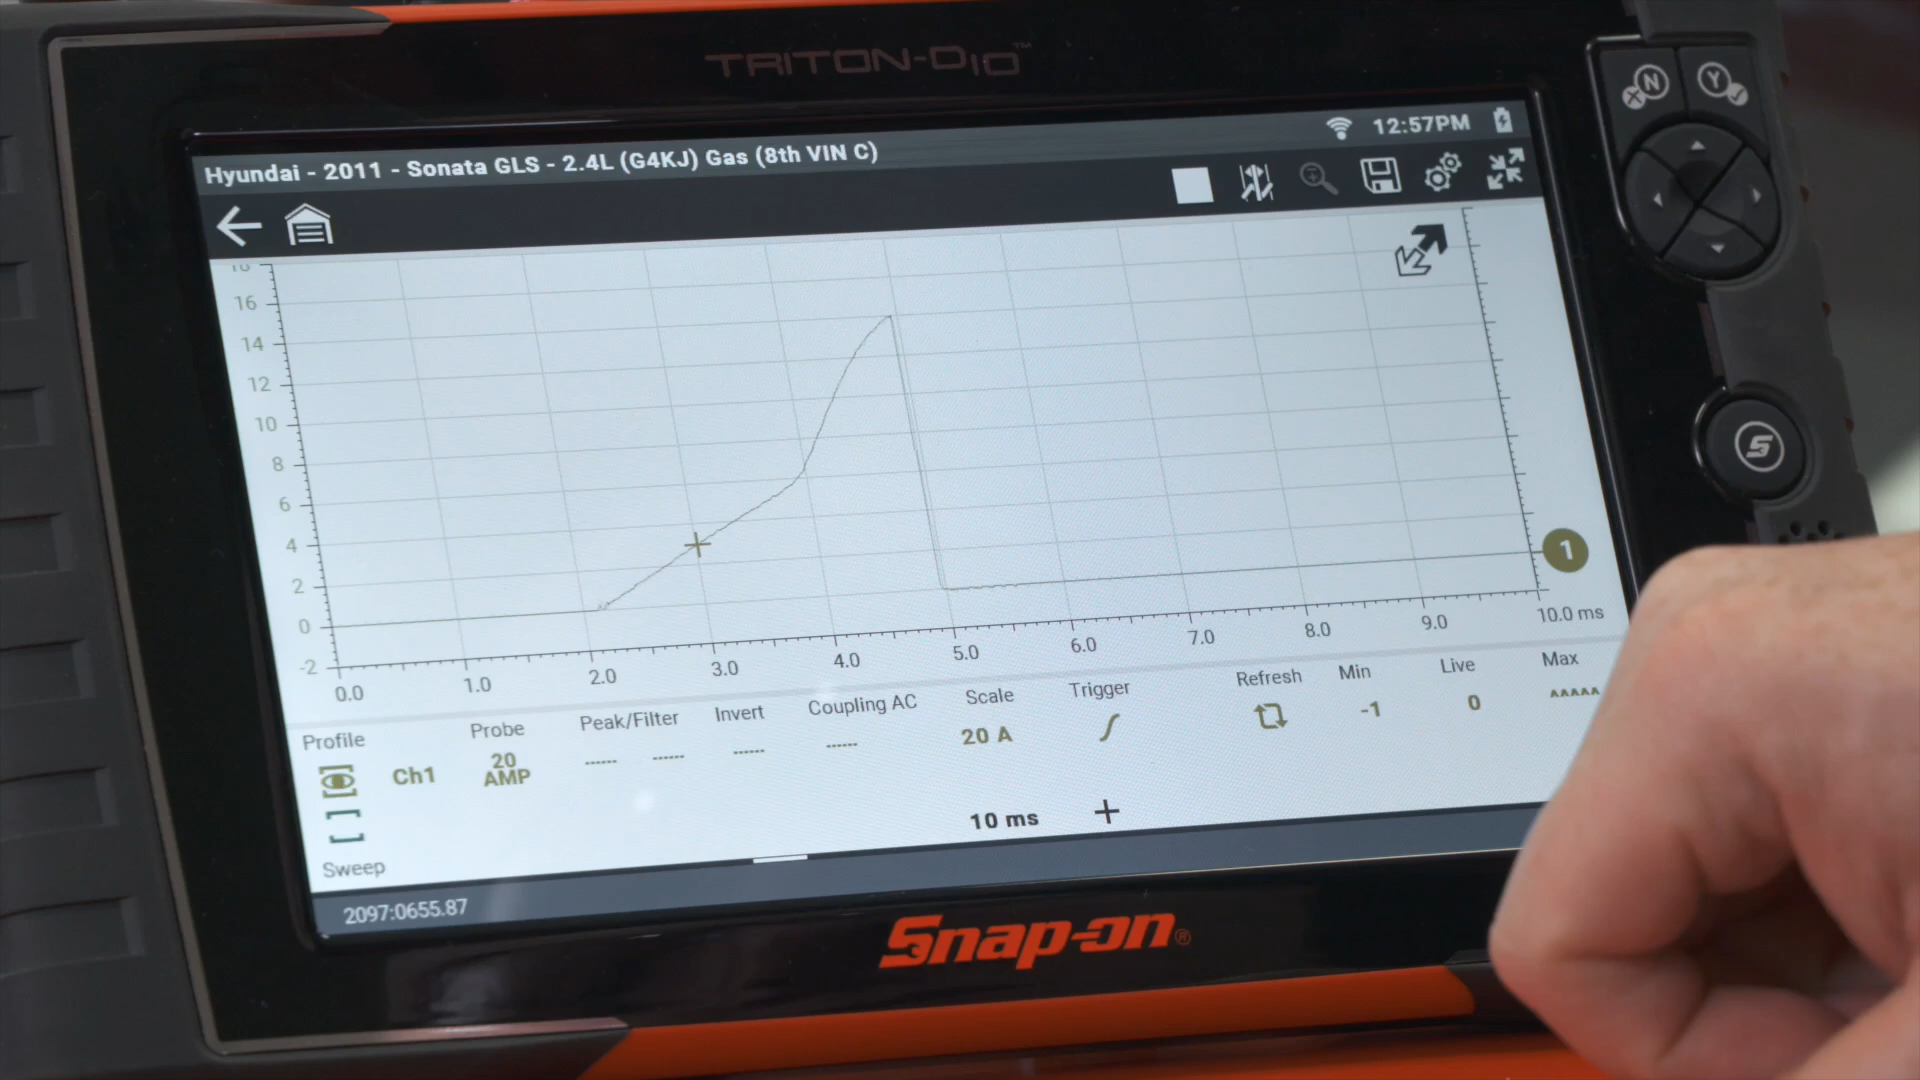 TRITON-D10™
N
Y
12:57PM
Hyundai - 2011 - Sonata GLS - 2.4L (G4KJ) Gas (8th VIN C)
16
14
12
10
8
6
4
2
0
-2
0.0 1.0 2.0 3.0 4.0 5.0 6.0 7.0 8.0 9.0 10.0 ms
1
S
Profile Probe Peak/Filter Invert Coupling AC Scale Trigger Refresh Min Live Max
Ch1 20 AMP ------ ------ ------ ------ 20 A -1 0 ^^^^^
10 ms +
Sweep
2097:0655.87
Snap-on®